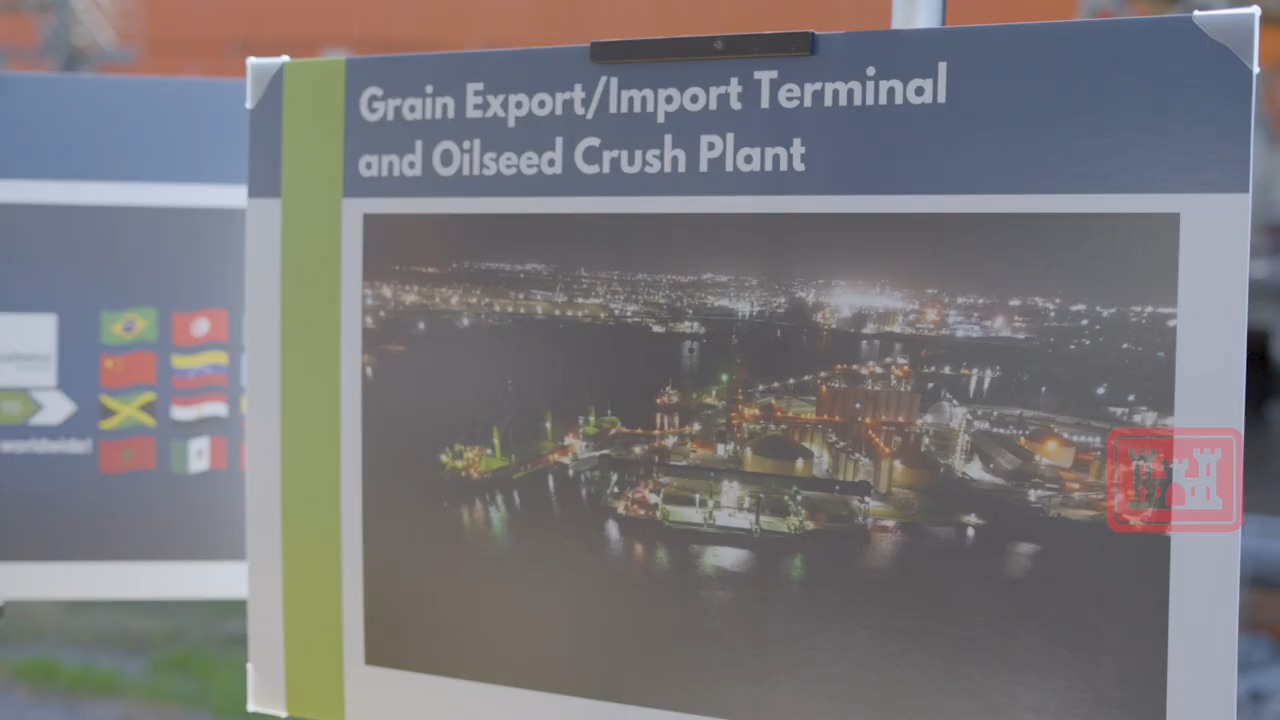 Grain Export/Import Terminal
and Oilseed Crush Plant
worldwide!